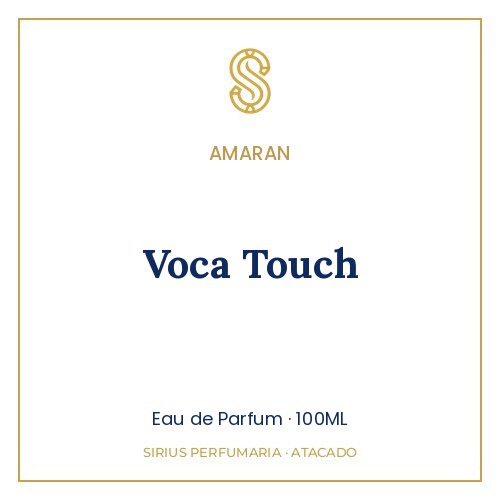 AMARAN
Voca Touch
Eau de Parfum · 100ML
SIRIUS PERFUMARIA · ATACADO